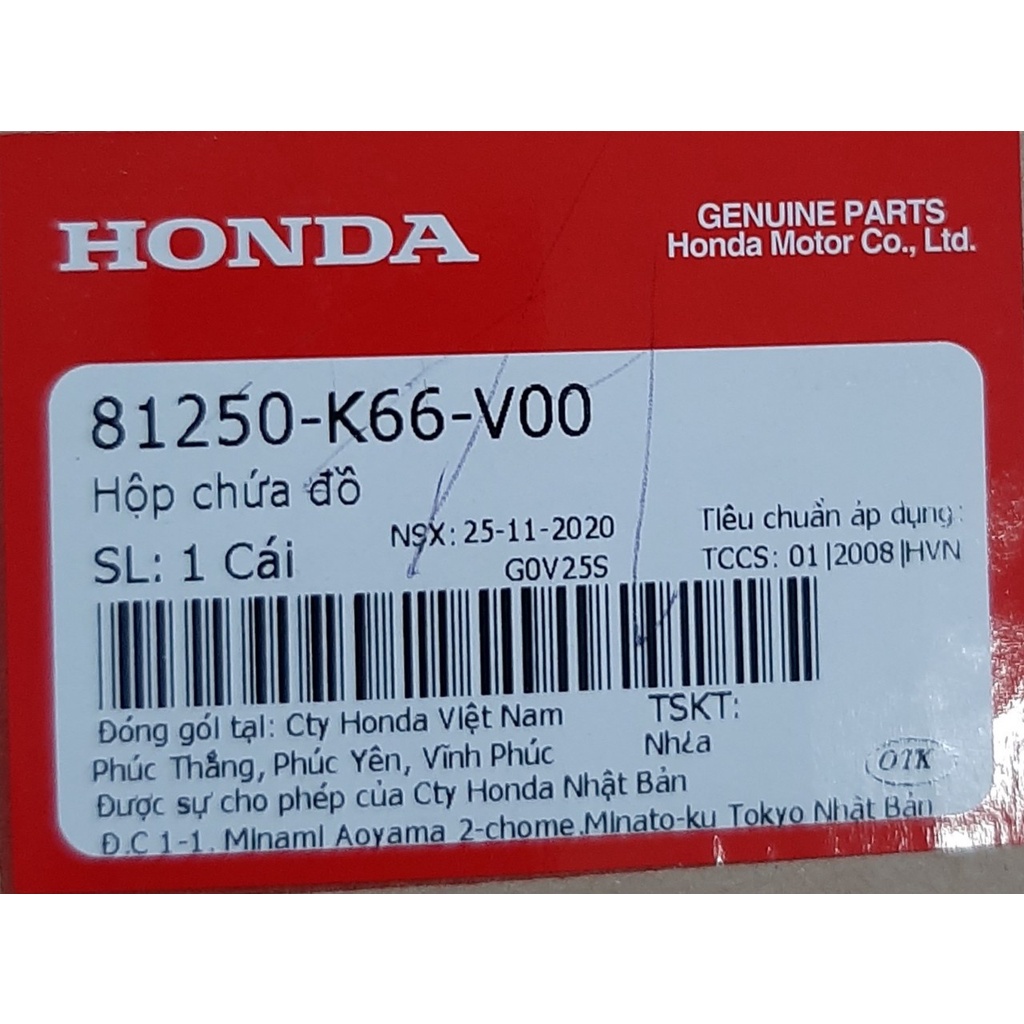 HONDA
GENUINE PARTS
Honda Motor Co., Ltd.
81250-K66-V00
Hộp chứa đồ
NSX: 25-11-2020
Tiêu chuẩn áp dụng:
SL: 1 Cái
G0V25S
TCCS: 01|2008|HVN
Đóng gói tại: Cty Honda Việt Nam
TSKT:
Phúc Thắng, Phúc Yên, Vĩnh Phúc
Nhựa
Được sự cho phép của Cty Honda Nhật Bản
Đ.C 1-1. Minami Aoyama 2-chome.Minato-ku Tokyo Nhật Bản